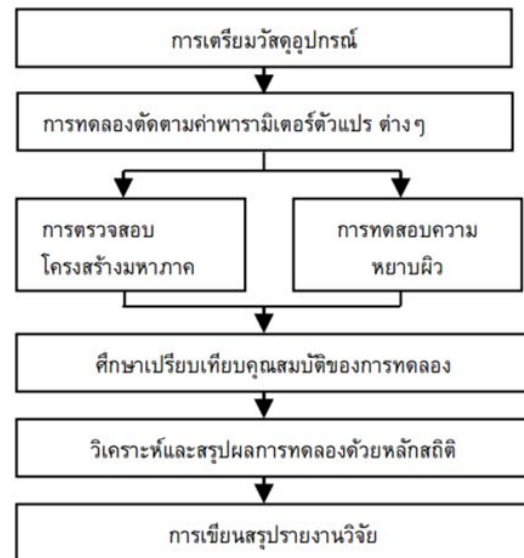 การเตรียมวัสดุอุปกรณ์
การทดลองตัดตามค่าพารามิเตอร์ตัวแปร ต่างๆ
การตรวจสอบ
โครงสร้างมหาภาค
การทดสอบความ
หยาบผิว
ศึกษาเปรียบเทียบคุณสมบัติของการทดลอง
วิเคราะห์และสรุปผลการทดลองด้วยหลักสถิติ
การเขียนสรุปรายงานวิจัย